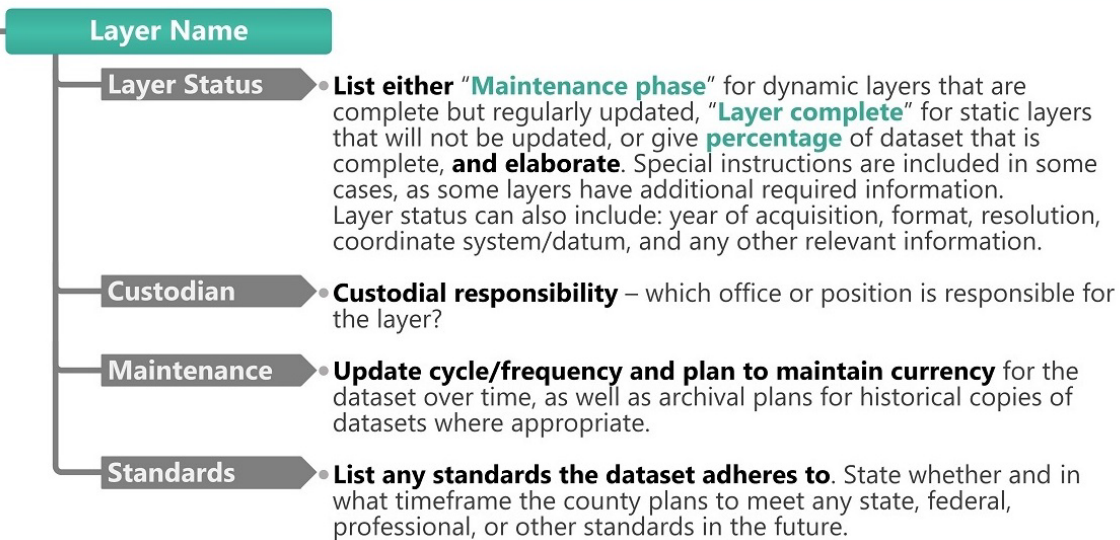 Layer Name
Layer Status
List either “Maintenance phase” for dynamic layers that are
complete but regularly updated, “Layer complete” for static layers
that will not be updated, or give percentage of dataset that is
complete, and elaborate. Special instructions are included in some
cases, as some layers have additional required information.
Layer status can also include: year of acquisition, format, resolution,
coordinate system/datum, and any other relevant information.
Custodian
Custodial responsibility – which office or position is responsible for
the layer?
Maintenance
Update cycle/frequency and plan to maintain currency for the
dataset over time, as well as archival plans for historical copies of
datasets where appropriate.
Standards
List any standards the dataset adheres to. State whether and in
what timeframe the county plans to meet any state, federal,
professional, or other standards in the future.